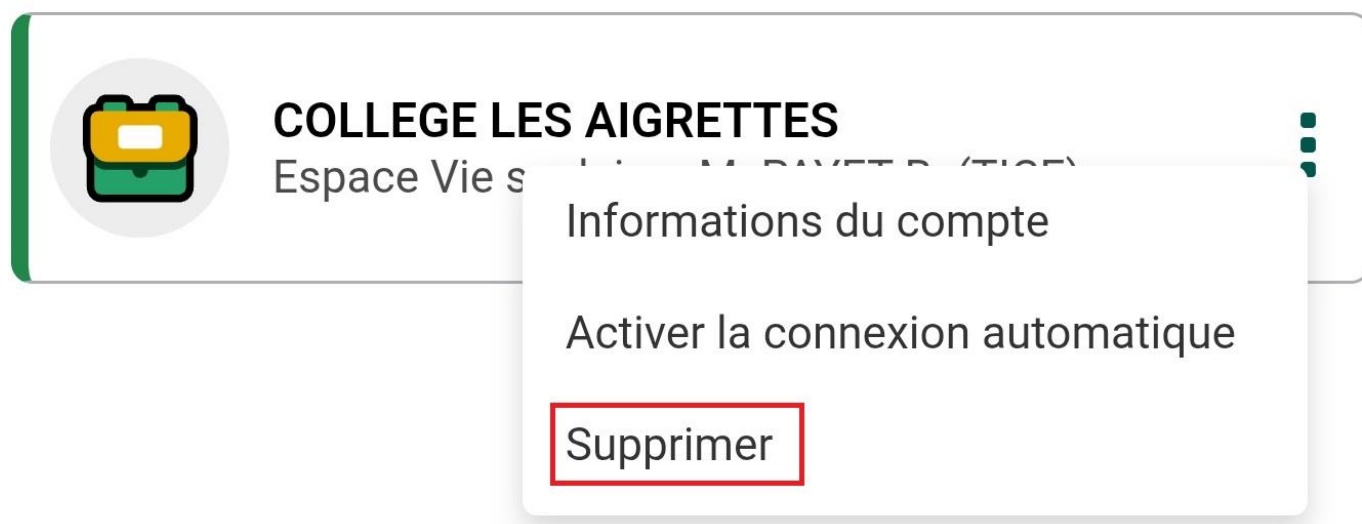 COLLEGE LES AIGRETTES
Espace Vie
Informations du compte
Activer la connexion automatique
Supprimer